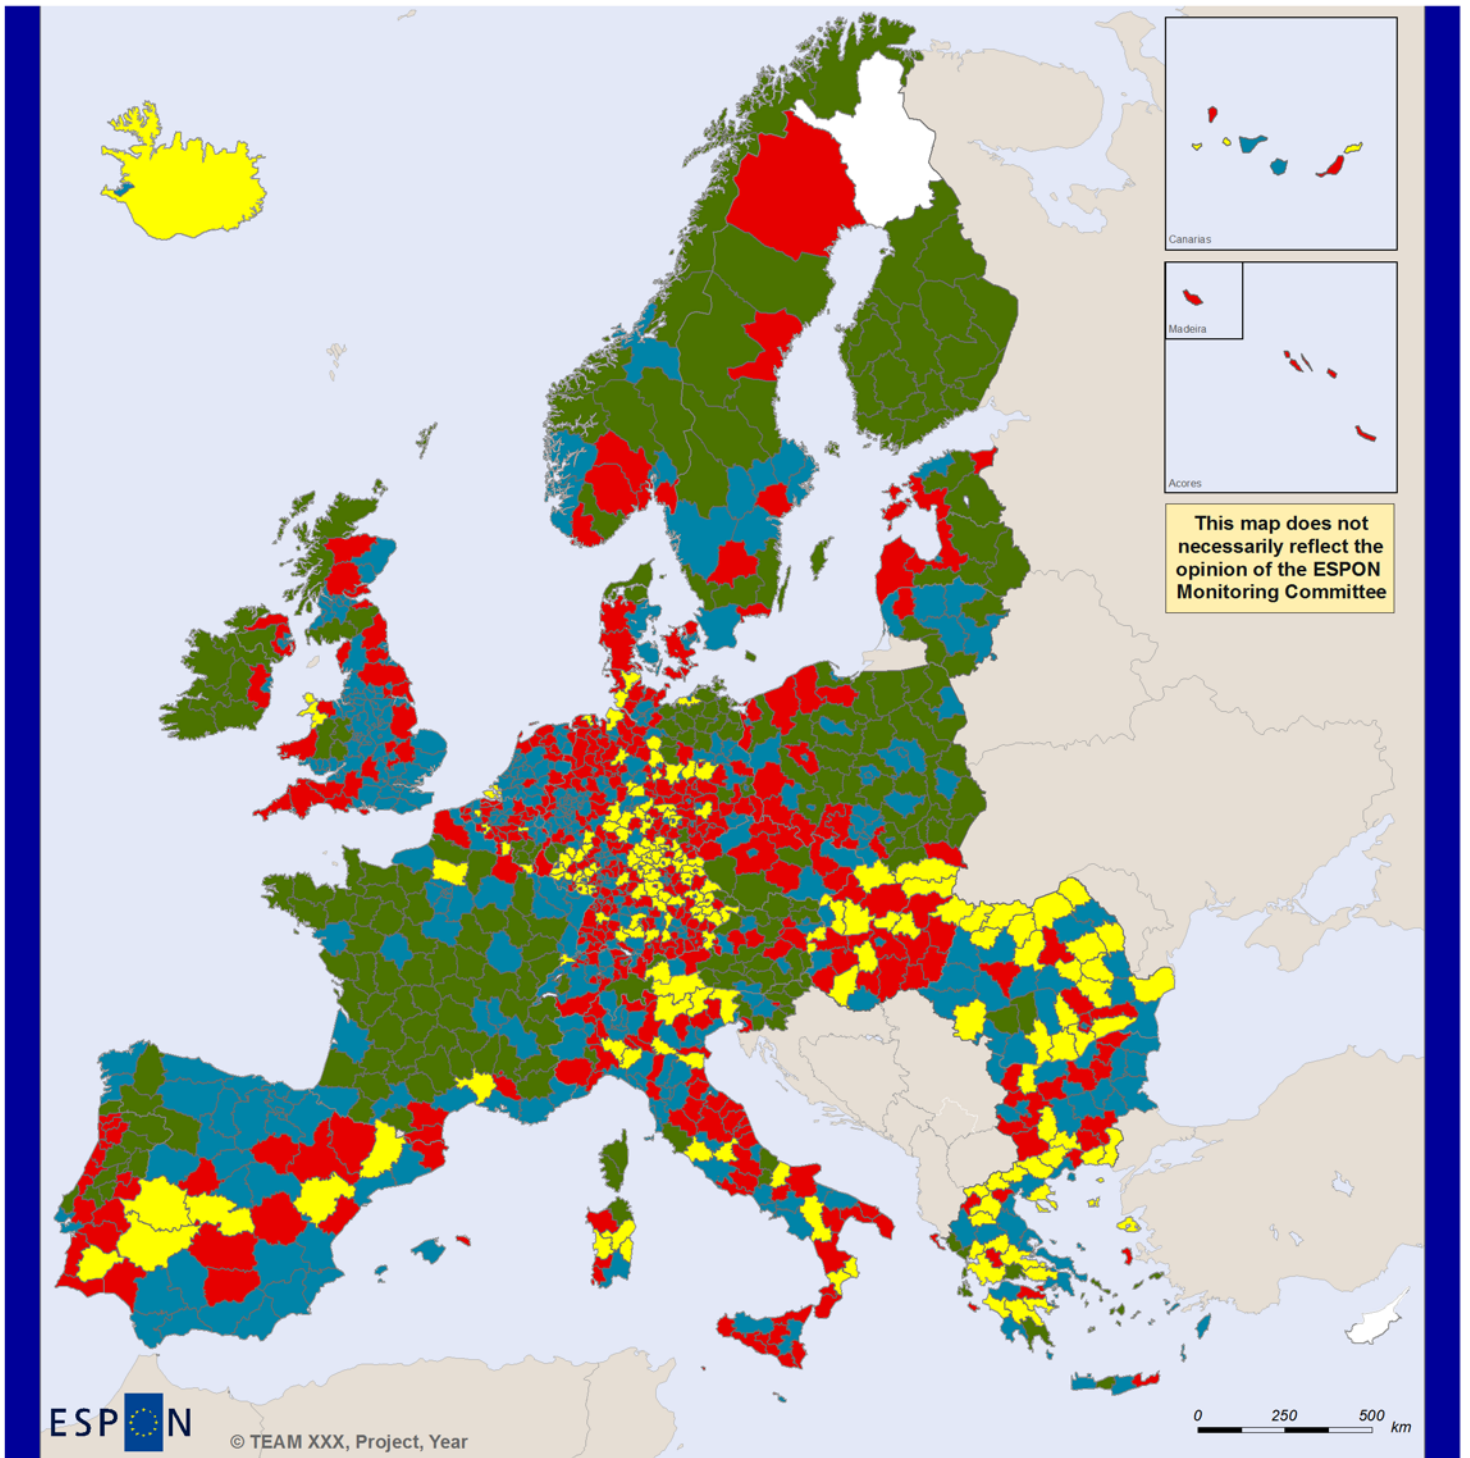 Canarias
Madeira
Acores
This map does not
necessarily reflect the
opinion of the ESPON
Monitoring Committee
ESPON
© TEAM XXX, Project, Year
0 250 500
km